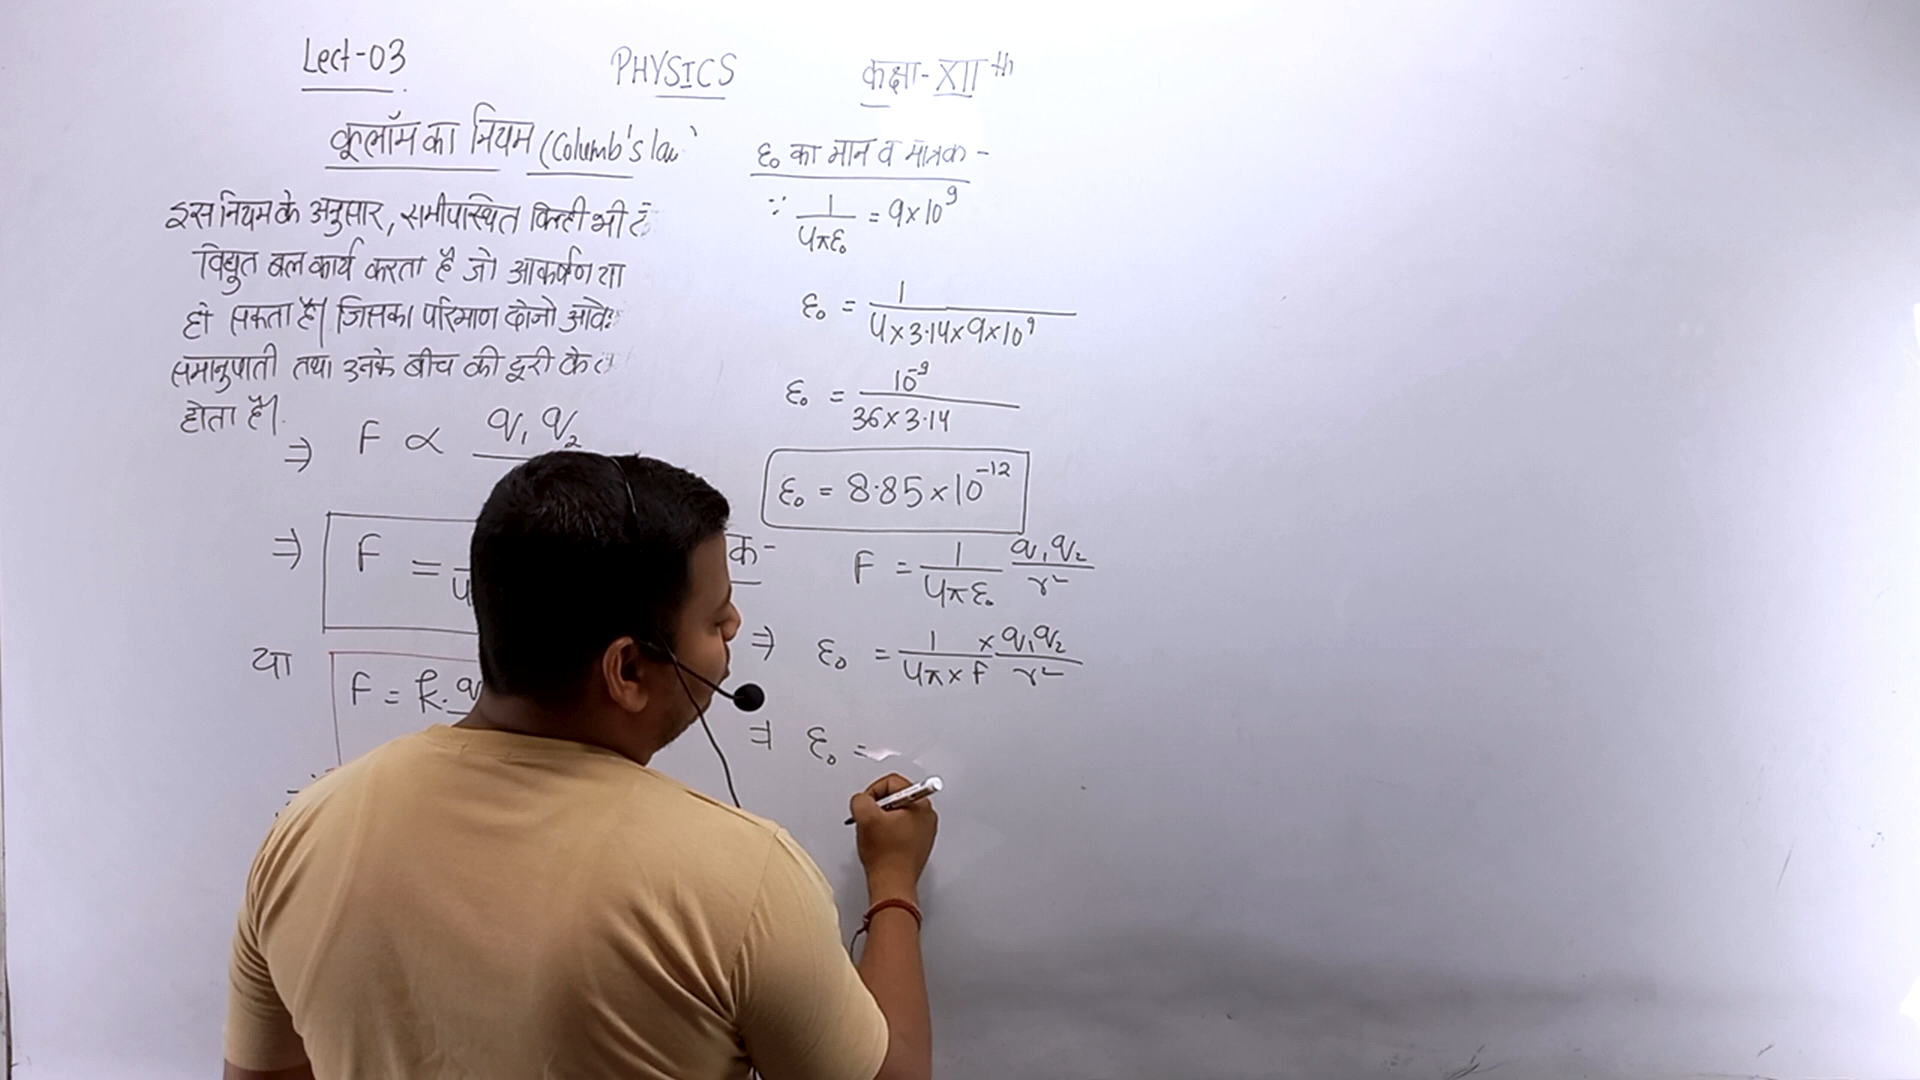 Lect-03
PHYSICS
कक्षा-XII th
कूलॉम का नियम (Columb's law
इस नियम के अनुसार, समीपस्थित किन्ही भी
विद्युत बल कार्य करता है जो आकर्षण या
हो सकता है। जिसका परिमाण दोनो
समानुपाती तथा उनके बीच की दूरी के
होता है।
⇒ F ∝ q₁ q₂
⇒ F =
या
F = k. q
ε₀ का मान व मात्रक -
∵ 1/4πε₀ = 9×10⁹
ε₀ = 1/4×3.14×9×10⁹
ε₀ = 10⁻⁹/36×3.14
ε₀ = 8.85×10⁻¹²
क- F = 1/4πε₀ q₁q₂/r²
⇒ ε₀ = 1/4π×F × q₁q₂/r²
⇒ ε₀ =